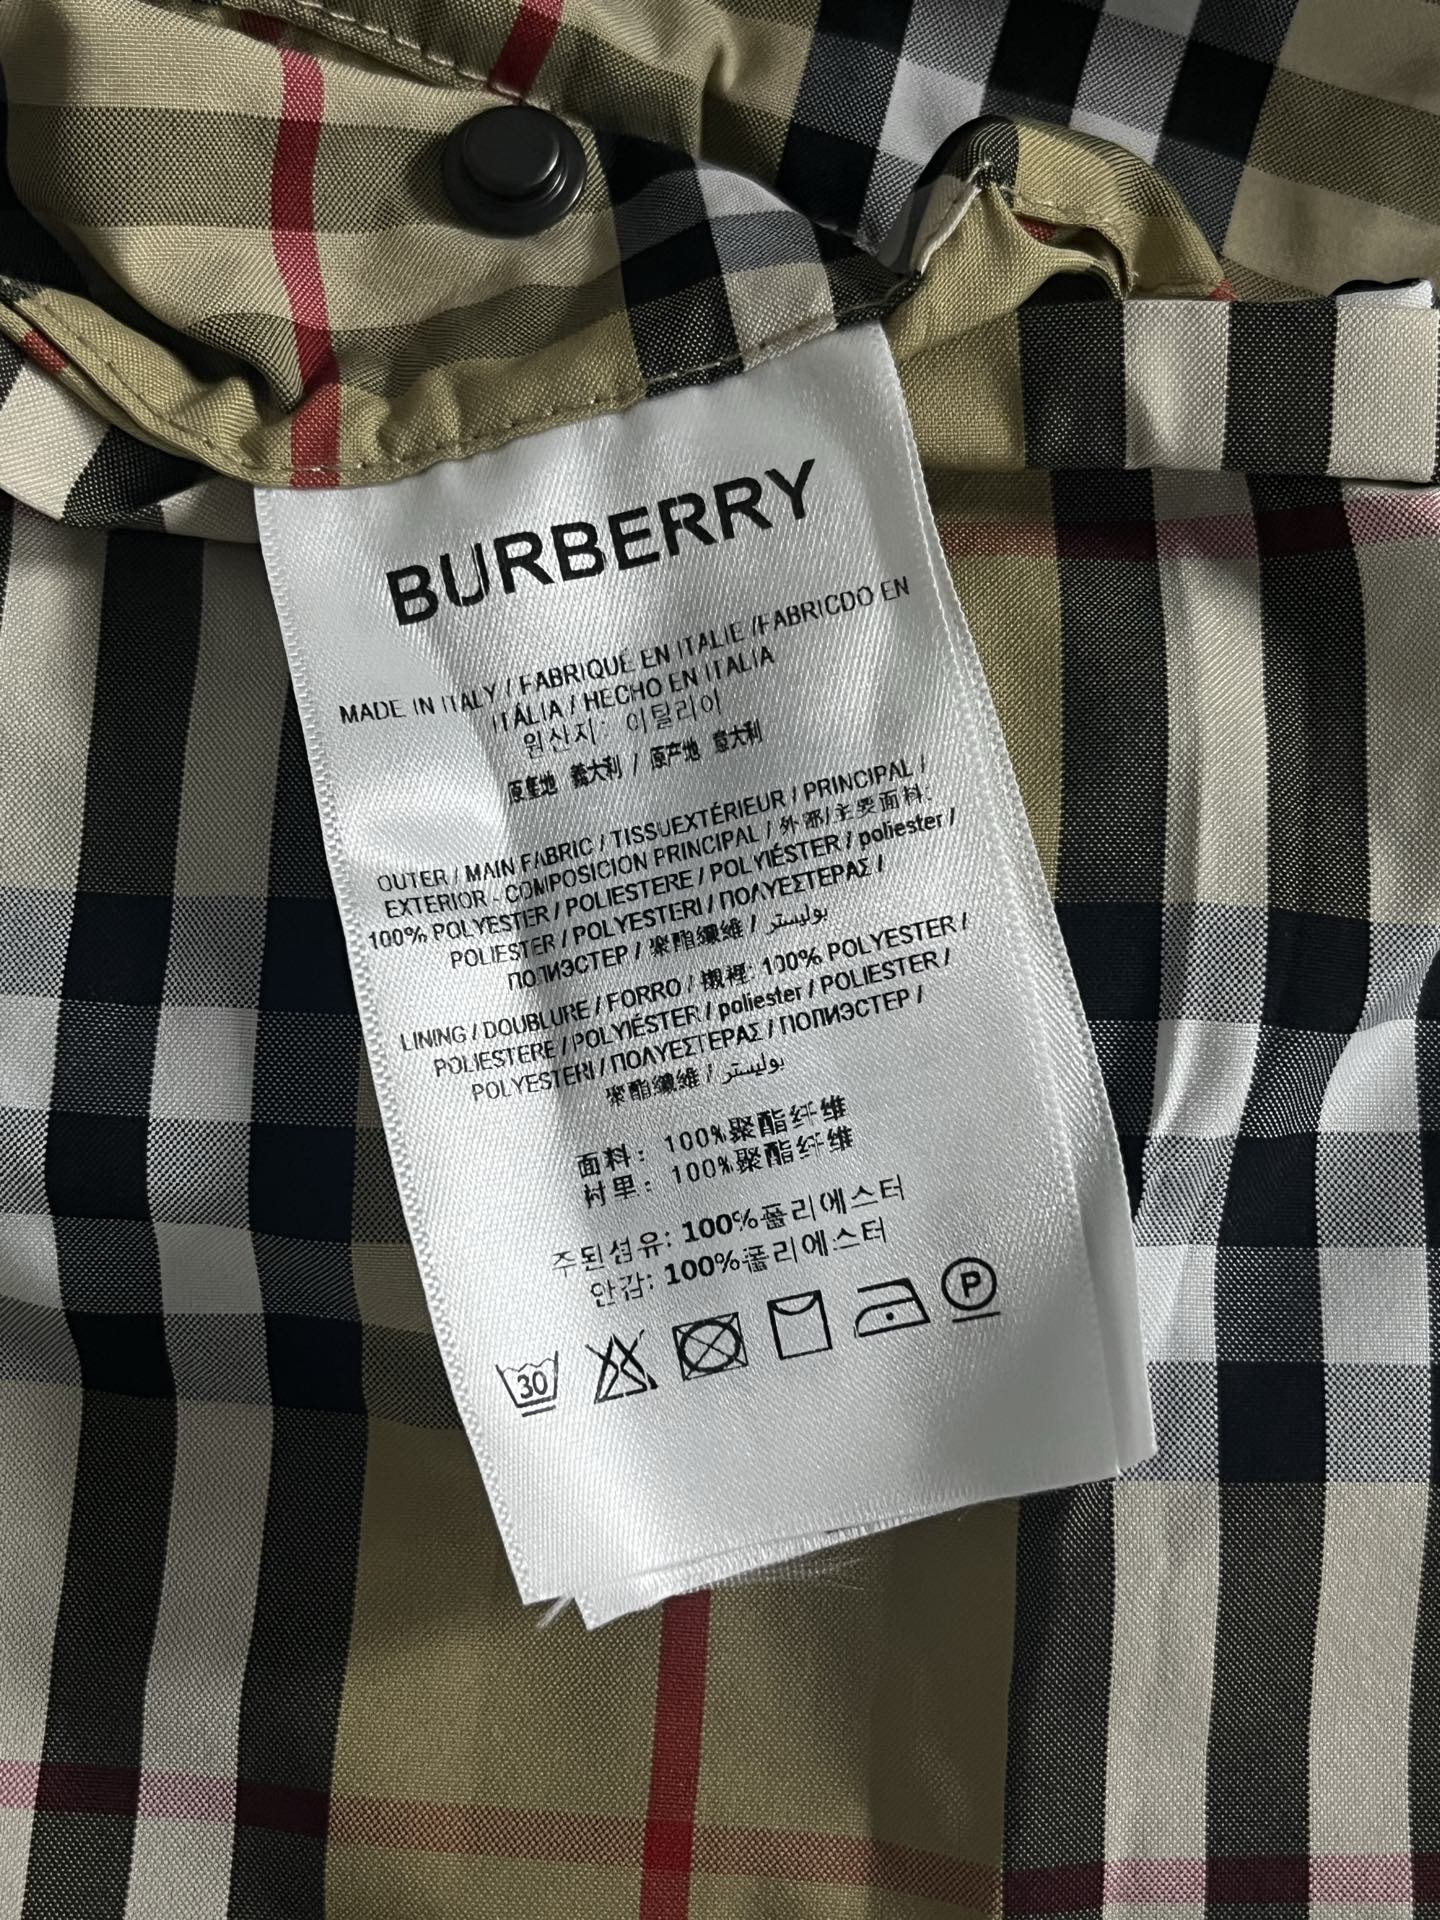 BURBERRY
MADE IN ITALY / FABRIQUÉ EN ITALIE /FABRICDO EN
ITÁLIA / HECHO EN ITALIA
원산지: 이탈리아
原產地 義大利 / 原产地 意大利
OUTER / MAIN FABRIC / TISSUEXTÉRIEUR / PRINCIPAL /
EXTERIOR - COMPOSICION PRINCIPAL / 外部/主要面料:
100% POLYESTER / POLIESTERE / POLYIÉSTER / poliester /
POLIESTER / POLYESTERI / ΠΟΛΥΕΣΤΕΡΑΣ /
ПОЛИЭСТЕР / 聚酯纖維 / بوليستر
LINING / DOUBLURE / FORRO / 襯裡: 100% POLYESTER /
POLIESTERE / POLYIÉSTER / poliester / POLIESTER /
POLYESTERI / ΠΟΛΥΕΣΤΕΡΑΣ / ПОЛИЭСТЕР /
聚酯纖維 / بوليستر
面料: 100%聚酯纤维
衬里: 100%聚酯纤维
주된섬유: 100%폴리에스터
안감: 100%폴리에스터
30 P